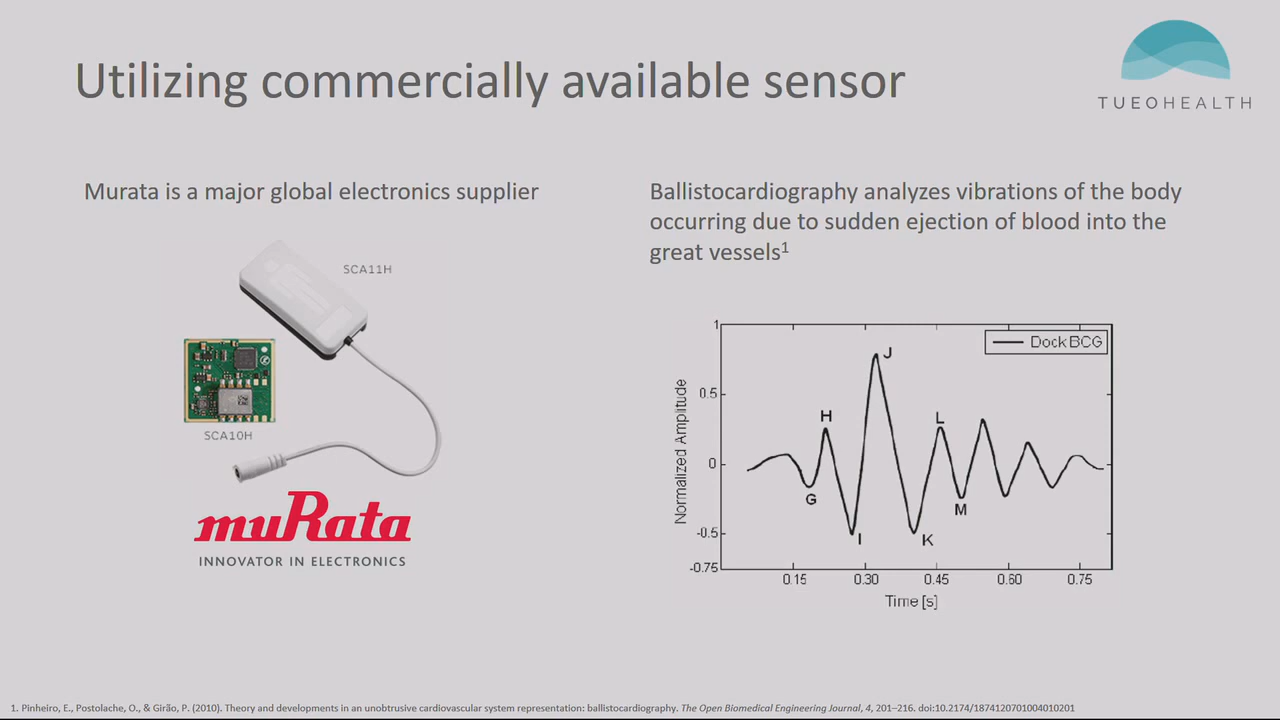 Utilizing commercially available sensor
TUEOHEALTH
Murata is a major global electronics supplier
SCA11H
SCA10H
muRata
INNOVATOR IN ELECTRONICS
Ballistocardiography analyzes vibrations of the body
occurring due to sudden ejection of blood into the
great vessels1
Dock BCG
Normalized Amplitude
1
0.5
0
-0.5
-0.75
G
H
I
J
K
L
M
0.15 0.30 0.45 0.60 0.75
Time [s]
1. Pinheiro, E., Postolache, O., & Girão, P. (2010). Theory and developments in an unobtrusive cardiovascular system representation: ballistocardiography. The Open Biomedical Engineering Journal, 4, 201–216. doi:10.2174/1874120701004010201